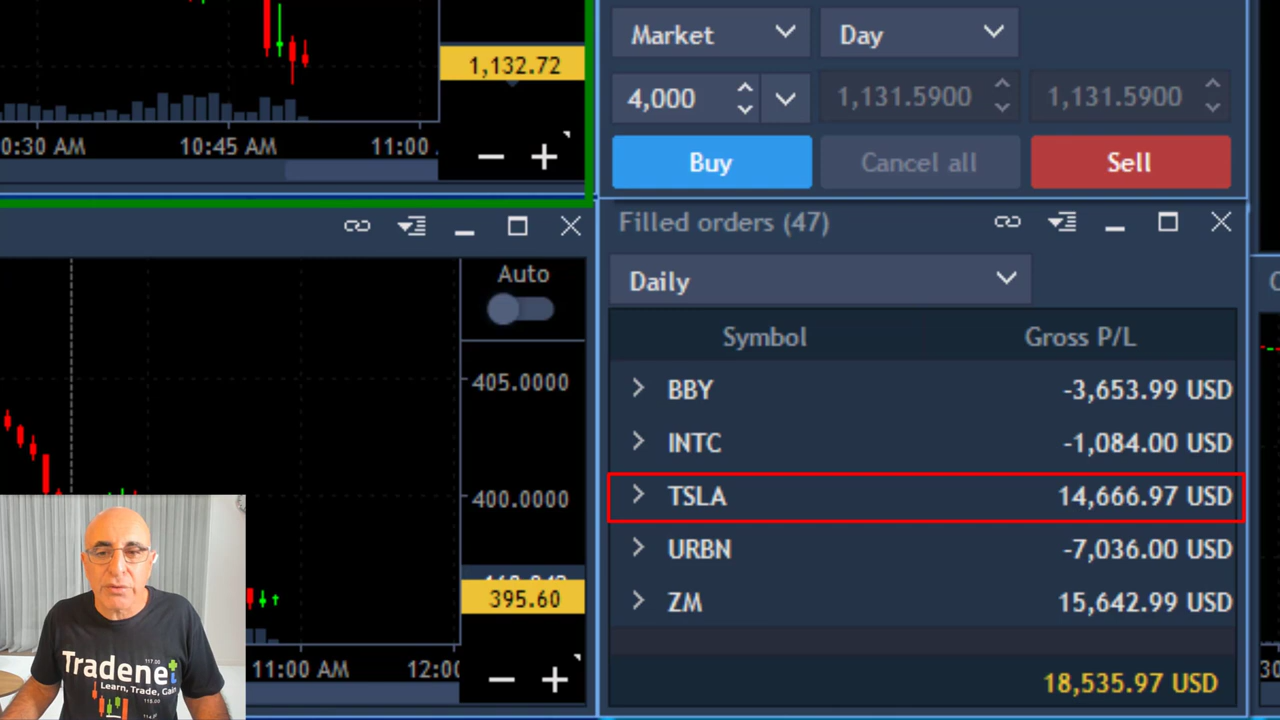 1,132.72
0:30 AM 10:45 AM 11:00
Market
Day
4,000
1,131.5900
1,131.5900
Buy
Cancel all
Sell
Filled orders (47)
Daily
Symbol Gross P/L
BBY -3,653.99 USD
INTC -1,084.00 USD
TSLA 14,666.97 USD
URBN -7,036.00 USD
ZM 15,642.99 USD
18,535.97 USD
Auto
405.0000
400.0000
395.60
11:00 AM 12:0
117.00
Tradenet
Learn, Trade, Gain
115.00